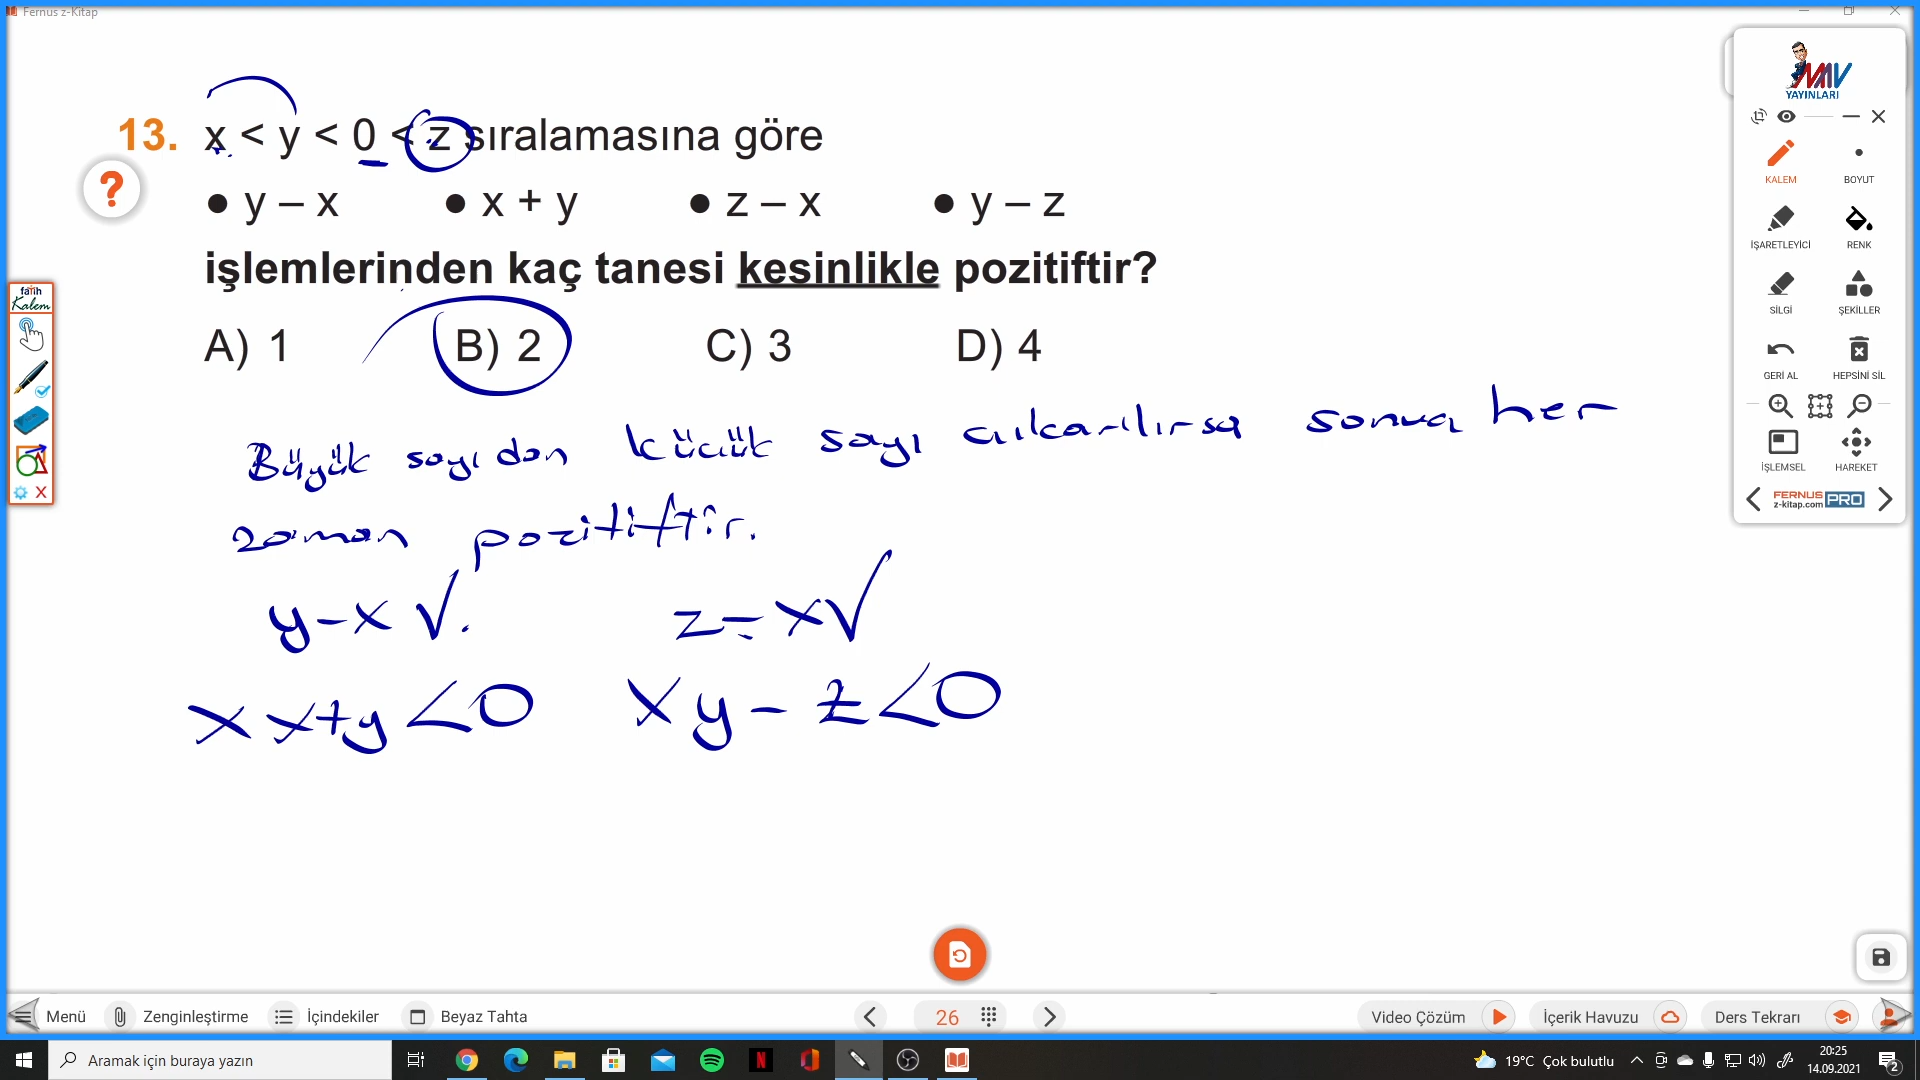 Fernus z-Kitap
13. x < y < 0 < z sıralamasına göre
● y – x ● x + y ● z – x ● y – z
işlemlerinden kaç tanesi kesinlikle pozitiftir?
A) 1 B) 2 C) 3 D) 4
Büyük sayıdan küçük sayı çıkarılırsa sonuç her
zaman pozitiftir.
y-x √. z-x√
x x+y<0 x y-z<0
?
fatih
Kalem
MAV
YAYINLARI
KALEM BOYUT
İŞARETLEYİCİ RENK
SİLGİ ŞEKİLLER
GERİ AL HEPSİNİ SİL
İŞLEMSEL HAREKET
FERNUS PRO
z-kitap.com
Menü Zenginleştirme İçindekiler Beyaz Tahta 26 Video Çözüm İçerik Havuzu Ders Tekrarı
Aramak için buraya yazın 19°C Çok bulutlu 20:25
14.09.2021 2